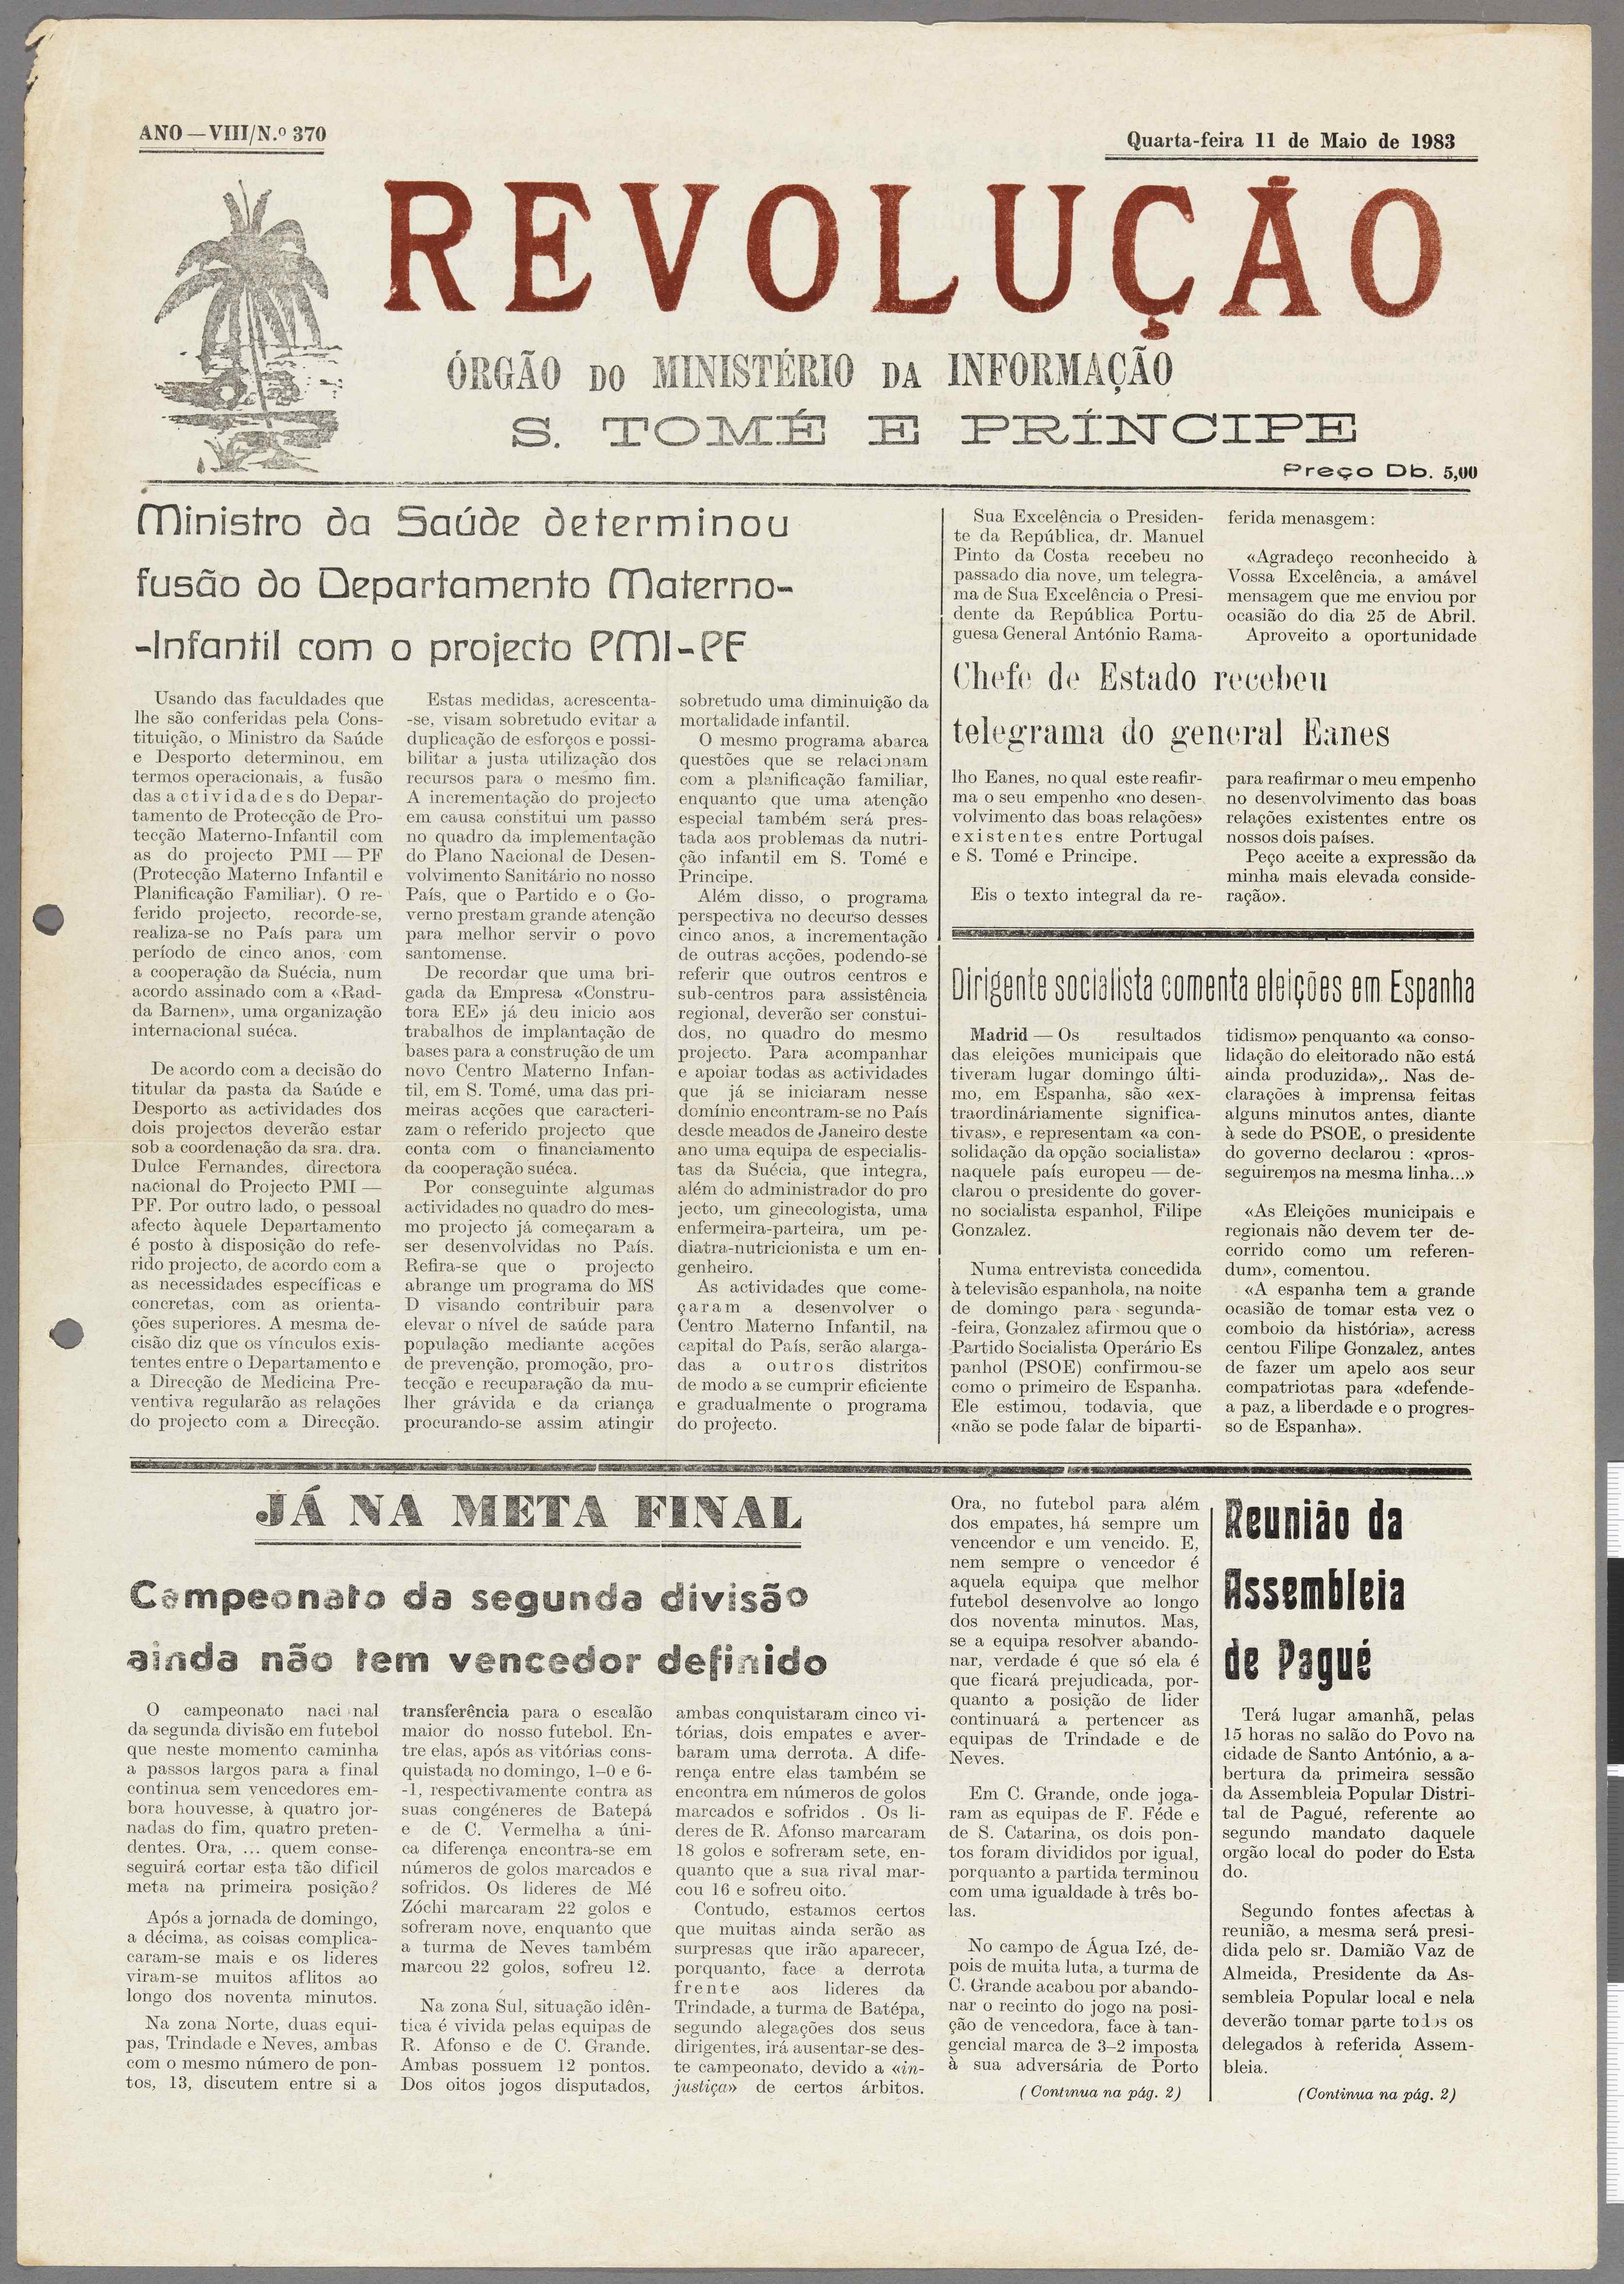 ANO — VIII/N.º 370
Quarta-feira 11 de Maio de 1983
REVOLUÇÃO
ÓRGÃO DO MINISTÉRIO DA INFORMAÇÃO
S. TOMÉ E PRÍNCIPE
Preço Db. 5,00
Ministro da Saúde determinou
fusão do Departamento Materno-
-Infantil com o projecto PMI-PF
Usando das faculdades que
lhe são conferidas pela Cons-
tituição, o Ministro da Saúde
e Desporto determinou, em
termos operacionais, a fusão
das actividades do Depar-
tamento de Protecção de Pro-
tecção Materno-Infantil com
as do projecto PMI — PF
(Protecção Materno Infantil e
Planificação Familiar). O re-
ferido projecto, recorde-se,
realiza-se no País para um
período de cinco anos, com
a cooperação da Suécia, num
acordo assinado com a «Rad-
da Barnen», uma organização
internacional suéca.
De acordo com a decisão do
titular da pasta da Saúde e
Desporto as actividades dos
dois projectos deverão estar
sob a coordenação da sra. dra.
Dulce Fernandes, directora
nacional do Projecto PMI —
PF. Por outro lado, o pessoal
afecto àquele Departamento
é posto à disposição do refe-
rido projecto, de acordo com a
as necessidades específicas e
concretas, com as orienta-
ções superiores. A mesma de-
cisão diz que os vínculos exis-
tentes entre o Departamento e
a Direcção de Medicina Pre-
ventiva regularão as relações
do projecto com a Direcção.
Estas medidas, acrescenta-
-se, visam sobretudo evitar a
duplicação de esforços e possi-
bilitar a justa utilização dos
recursos para o mesmo fim.
A incrementação do projecto
em causa constitui um passo
no quadro da implementação
do Plano Nacional de Desen-
volvimento Sanitário no nosso
País, que o Partido e o Go-
verno prestam grande atenção
para melhor servir o povo
santomense.
De recordar que uma bri-
gada da Empresa «Constru-
tora EE» já deu inicio aos
trabalhos de implantação de
bases para a construção de um
novo Centro Materno Infan-
til, em S. Tomé, uma das pri-
meiras acções que caracteri-
zam o referido projecto que
conta com o financiamento
da cooperação suéca.
Por conseguinte algumas
actividades no quadro do mes-
mo projecto já começaram a
ser desenvolvidas no País.
Refira-se que o projecto
abrange um programa do MS
D visando contribuir para
elevar o nível de saúde para
população mediante acções
de prevenção, promoção, pro-
tecção e recuparação da mu-
lher grávida e da criança
procurando-se assim atingir
sobretudo uma diminuição da
mortalidade infantil.
O mesmo programa abarca
questões que se relacionam
com a planificação familiar,
enquanto que uma atenção
especial também será pres-
tada aos problemas da nutri-
ção infantil em S. Tomé e
Principe.
Além disso, o programa
perspectiva no decurso desses
cinco anos, a incrementação
de outras acções, podendo-se
referir que outros centros e
sub-centros para assistência
regional, deverão ser constui-
dos, no quadro do mesmo
projecto. Para acompanhar
e apoiar todas as actividades
que já se iniciaram nesse
domínio encontram-se no País
desde meados de Janeiro deste
ano uma equipa de especialis-
tas da Suécia, que integra,
além do administrador do pro
jecto, um ginecologista, uma
enfermeira-parteira, um pe-
diatra-nutricionista e um en-
genheiro.
As actividades que come-
çaram a desenvolver o
Centro Materno Infantil, na
capital do País, serão alarga-
das a outros distritos
de modo a se cumprir eficiente
e gradualmente o programa
do projecto.
Sua Excelência o Presiden-
te da República, dr. Manuel
Pinto da Costa recebeu no
passado dia nove, um telegra-
ma de Sua Excelência o Presi-
dente da República Portu-
guesa General António Rama-
ferida menasgem:
«Agradeço reconhecido à
Vossa Excelência, a amável
mensagem que me enviou por
ocasião do dia 25 de Abril.
Aproveito a oportunidade
Chefe de Estado recebeu
telegrama do general Eanes
lho Eanes, no qual este reafir-
ma o seu empenho «no desen-
volvimento das boas relações»
existentes entre Portugal
e S. Tomé e Principe.
Eis o texto integral da re-
para reafirmar o meu empenho
no desenvolvimento das boas
relações existentes entre os
nossos dois países.
Peço aceite a expressão da
minha mais elevada conside-
ração».
Dirigente socialista comenta eleições em Espanha
Madrid — Os resultados
das eleições municipais que
tiveram lugar domingo últi-
mo, em Espanha, são «ex-
traordináriamente significa-
tivas», e representam «a con-
solidação da opção socialista»
naquele país europeu — de-
clarou o presidente do gover-
no socialista espanhol, Filipe
Gonzalez.
Numa entrevista concedida
à televisão espanhola, na noite
de domingo para segunda-
-feira, Gonzalez afirmou que o
Partido Socialista Operário Es
panhol (PSOE) confirmou-se
como o primeiro de Espanha.
Ele estimou, todavia, que
«não se pode falar de biparti-
tidismo» penquanto «a conso-
lidação do eleitorado não está
ainda produzida»,. Nas de-
clarações à imprensa feitas
alguns minutos antes, diante
à sede do PSOE, o presidente
do governo declarou : «pros-
seguiremos na mesma linha...»
«As Eleições municipais e
regionais não devem ter de-
corrido como um referen-
dum», comentou.
«A espanha tem a grande
ocasião de tomar esta vez o
comboio da história», acress
centou Filipe Gonzalez, antes
de fazer um apelo aos seur
compatriotas para «defende-
a paz, a liberdade e o progres-
so de Espanha».
JÁ NA META FINAL
Campeonato da segunda divisão
ainda não tem vencedor definido
O campeonato naci nal
da segunda divisão em futebol
que neste momento caminha
a passos largos para a final
continua sem vencedores em-
bora houvesse, à quatro jor-
nadas do fim, quatro preten-
dentes. Ora, ... quem conse-
seguirá cortar esta tão dificil
meta na primeira posição?
Após a jornada de domingo,
a décima, as coisas complica-
caram-se mais e os lideres
viram-se muitos aflitos ao
longo dos noventa minutos.
Na zona Norte, duas equi-
pas, Trindade e Neves, ambas
com o mesmo número de pon-
tos, 13, discutem entre si a
transferência para o escalão
maior do nosso futebol. En-
tre elas, após as vitórias cons-
quistada no domingo, 1-0 e 6-
-1, respectivamente contra as
suas congéneres de Batepá
e de C. Vermelha a úni-
ca diferença encontra-se em
números de golos marcados e
sofridos. Os lideres de Mé
Zóchi marcaram 22 golos e
sofreram nove, enquanto que
a turma de Neves também
marcou 22 golos, sofreu 12.
Na zona Sul, situação idên-
tica é vivida pelas equipas de
R. Afonso e de C. Grande.
Ambas possuem 12 pontos.
Dos oitos jogos disputados,
ambas conquistaram cinco vi-
tórias, dois empates e aver-
baram uma derrota. A dife-
rença entre elas também se
encontra em números de golos
marcados e sofridos . Os li-
deres de R. Afonso marcaram
18 golos e sofreram sete, en-
quanto que a sua rival mar-
cou 16 e sofreu oito.
Contudo, estamos certos
que muitas ainda serão as
surpresas que irão aparecer,
porquanto, face a derrota
frente aos lideres da
Trindade, a turma de Batépa,
segundo alegações dos seus
dirigentes, irá ausentar-se des-
te campeonato, devido a «in-
justiça» de certos árbitos.
Ora, no futebol para além
dos empates, há sempre um
vencendor e um vencido. E,
nem sempre o vencedor é
aquela equipa que melhor
futebol desenvolve ao longo
dos noventa minutos. Mas,
se a equipa resolver abando-
nar, verdade é que só ela é
que ficará prejudicada, por-
quanto a posição de lider
continuará a pertencer as
equipas de Trindade e de
Neves.
Em C. Grande, onde joga-
ram as equipas de F. Féde e
de S. Catarina, os dois pon-
tos foram divididos por igual,
porquanto a partida terminou
com uma igualdade à três bo-
las.
No campo de Água Izé, de-
pois de muita luta, a turma de
C. Grande acabou por abando-
nar o recinto do jogo na posi-
ção de vencedora, face à tan-
gencial marca de 3-2 imposta
à sua adversária de Porto
(Continua na pág. 2)
Reunião da
Assembleia
de Pagué
Terá lugar amanhã, pelas
15 horas no salão do Povo na
cidade de Santo António, a a-
bertura da primeira sessão
da Assembleia Popular Distri-
tal de Pagué, referente ao
segundo mandato daquele
orgão local do poder do Esta
do.
Segundo fontes afectas à
reunião, a mesma será presi-
dida pelo sr. Damião Vaz de
Almeida, Presidente da As-
sembleia Popular local e nela
deverão tomar parte todos os
delegados à referida Assem-
bleia.
(Continua na pág. 2)